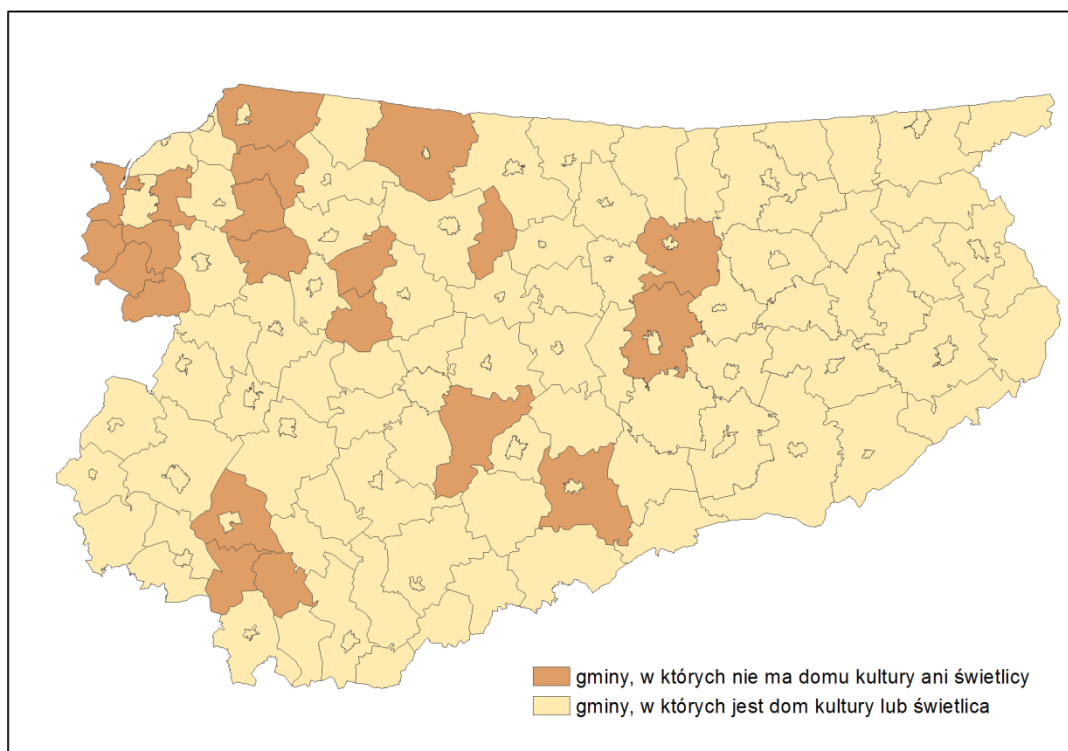 gminy, w których nie ma domu kultury ani świetlicy
gminy, w których jest dom kultury lub świetlica